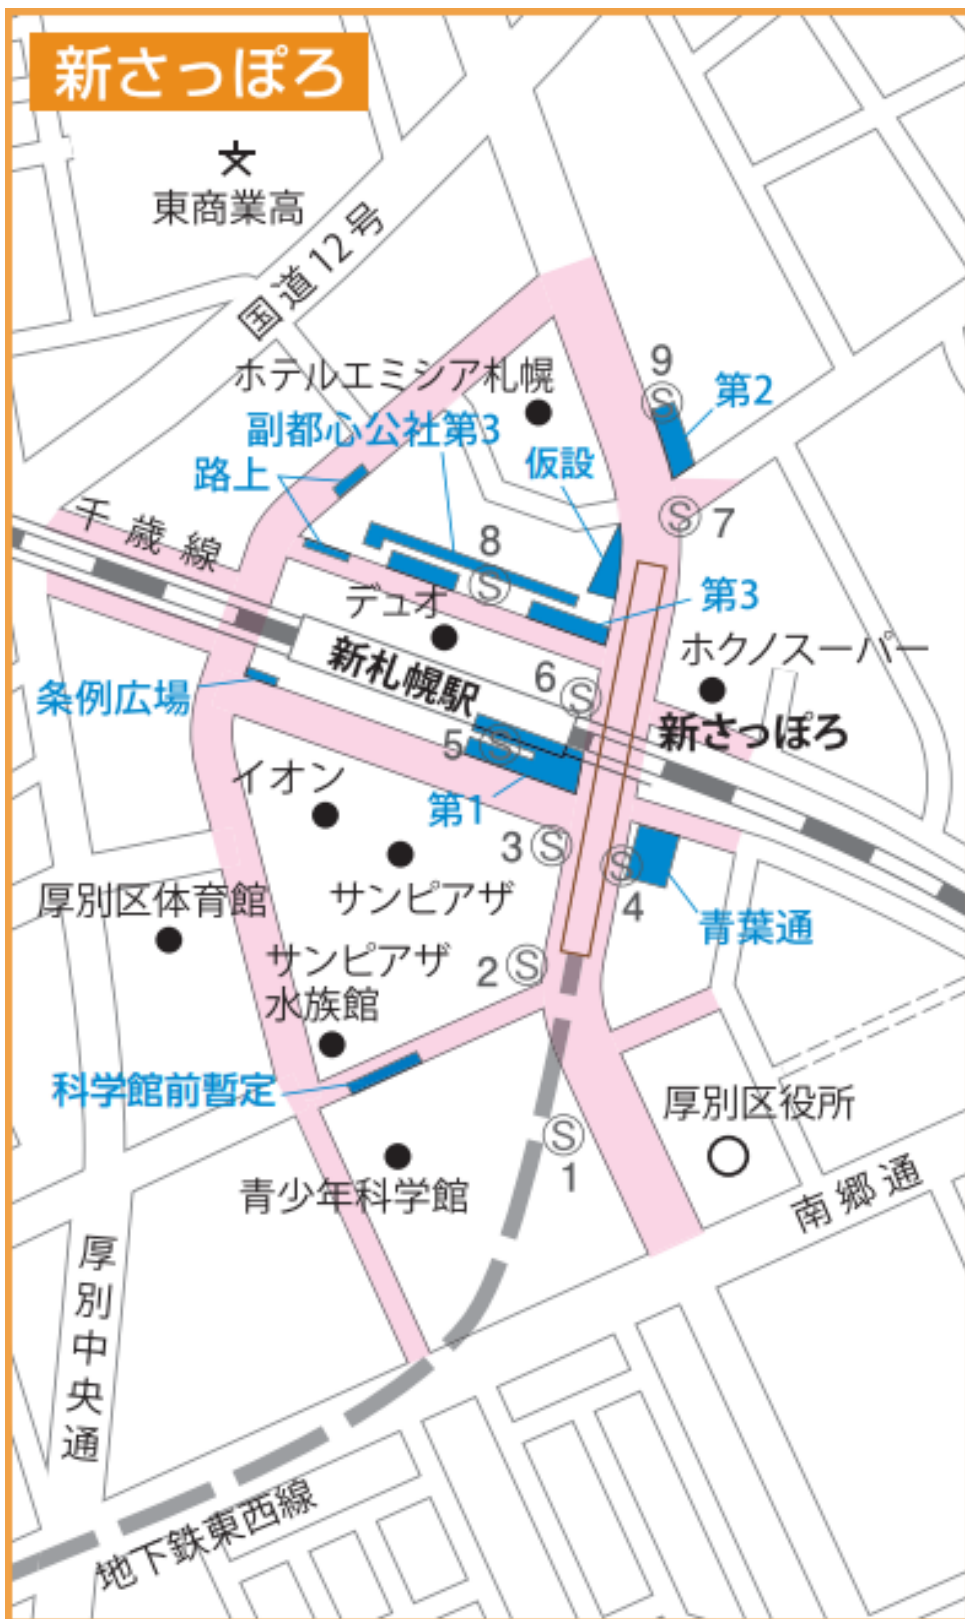 新さっぽろ
文
東商業高
国道12号
ホテルエミシア札幌
9
S
第2
副都心公社第3
路上
仮設
S
7
千歳線
8
S
第3
デュオ
ホクノスーパー
6
S
新札幌駅
条例広場
新さっぽろ
5
S
イオン
第1
3
S
S
4
サンピアザ
厚別区体育館
青葉通
2
S
サンピアザ
水族館
科学館前暫定
厚別区役所
S
1
青少年科学館
南郷通
厚別中央通
地下鉄東西線